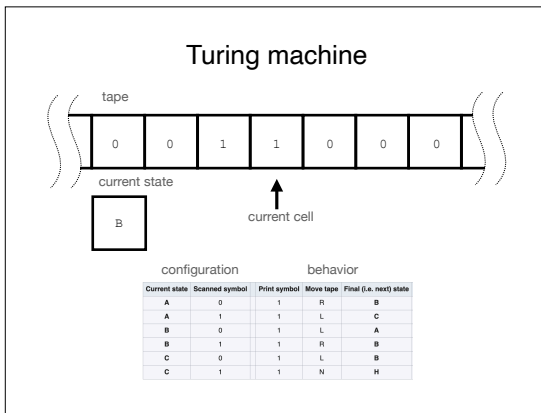 Turing machine
tape
0 0 1 1 0 0 0
current state
current cell
B
configuration behavior
Current state Scanned symbol Print symbol Move tape Final (i.e. next) state
A 0 1 R B
A 1 1 L C
B 0 1 L A
B 1 1 R B
C 0 1 L B
C 1 1 N H